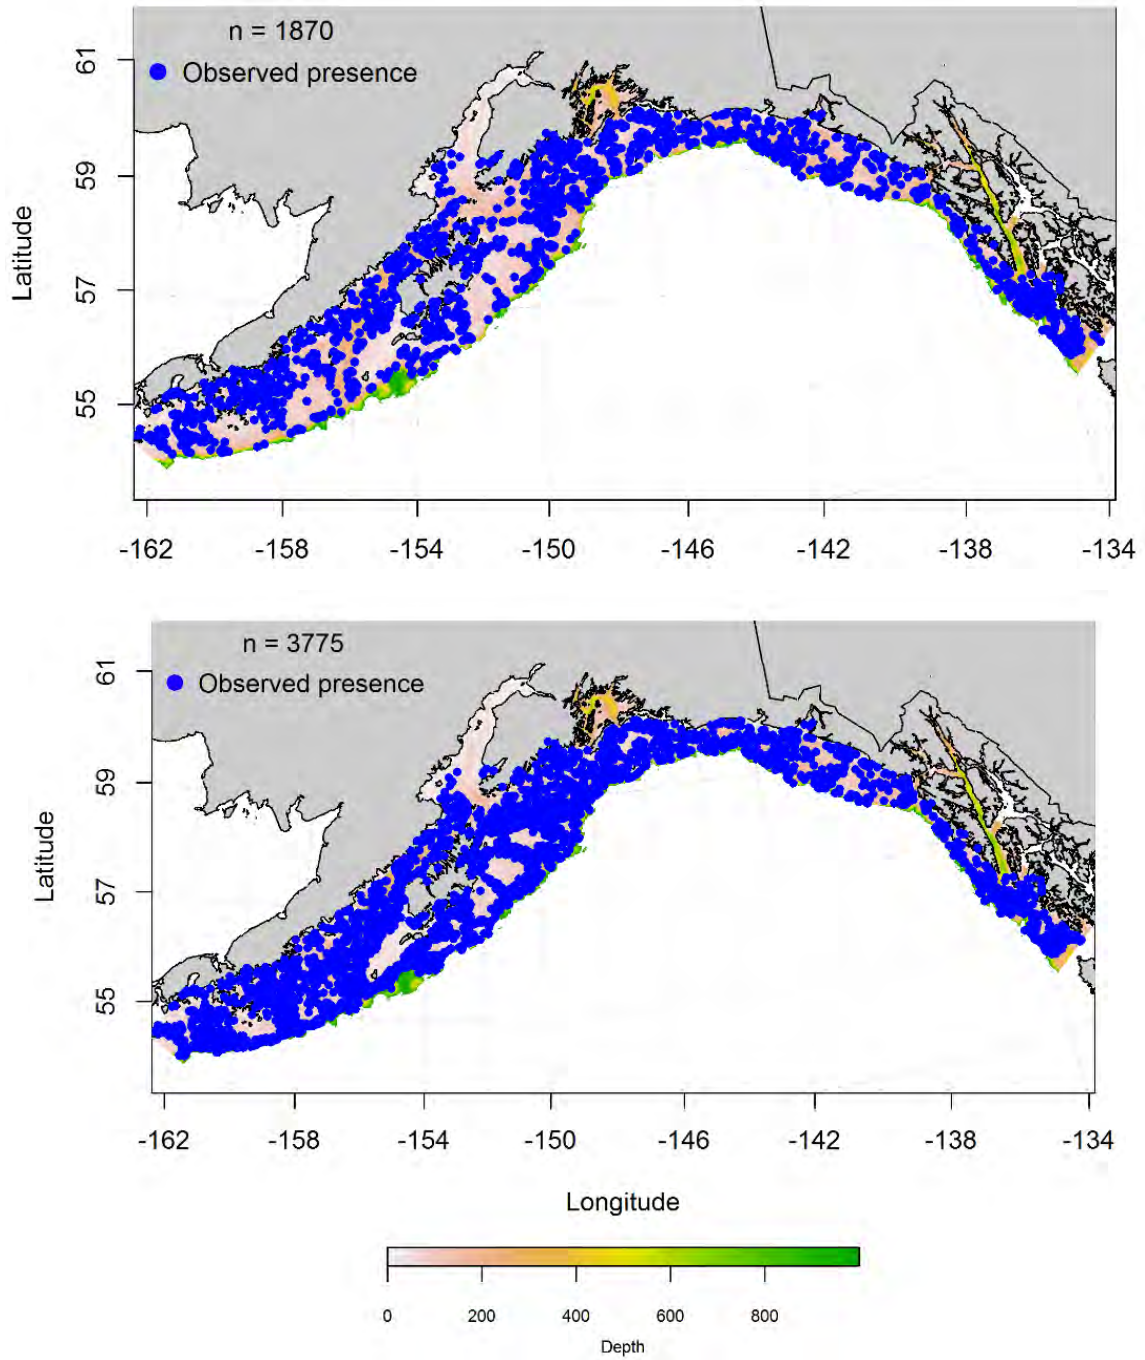 n = 1870
Observed presence
61
59
57
55
Latitude
-162 -158 -154 -150 -146 -142 -138 -134
n = 3775
Observed presence
61
59
57
55
Latitude
-162 -158 -154 -150 -146 -142 -138 -134
Longitude
0 200 400 600 800
Depth